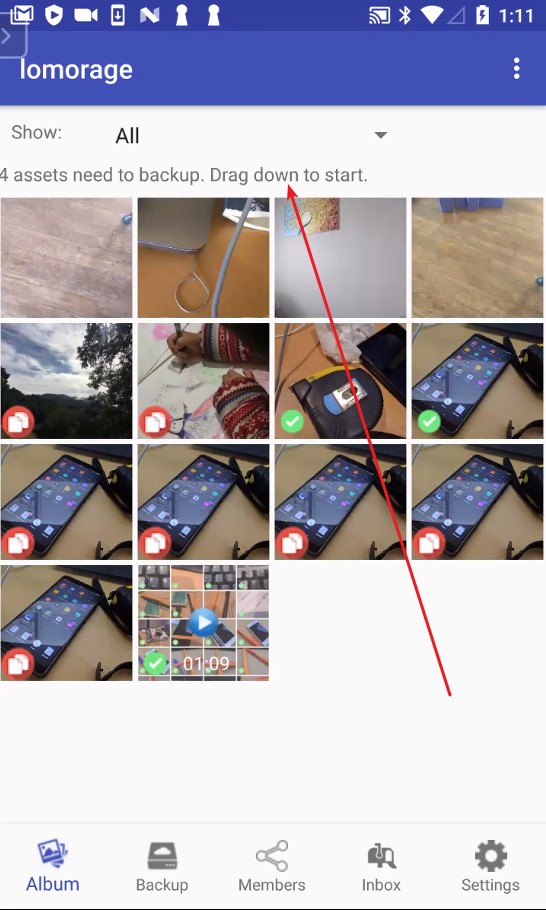 1:11
lomorage
Show:
All
4 assets need to backup. Drag down to start.
01:09
Album
Backup
Members
Inbox
Settings